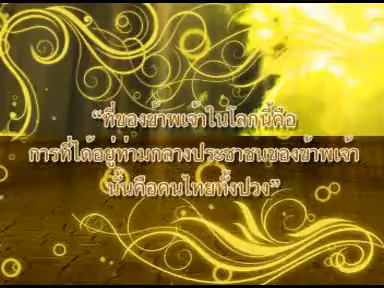 “ที่ของข้าพเจ้าในโลกนี้คือ
การที่ได้อยู่ท่ามกลางประชาชนของข้าพเจ้า
นั้นคือคนไทยทั้งปวง”